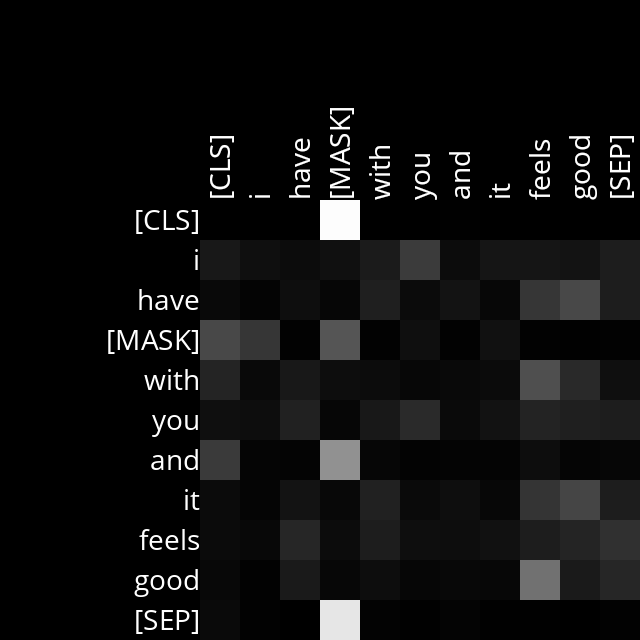 [CLS] i have [MASK] with you and it feels good [SEP]
[CLS]
i
have
[MASK]
with
you
and
it
feels
good
[SEP]